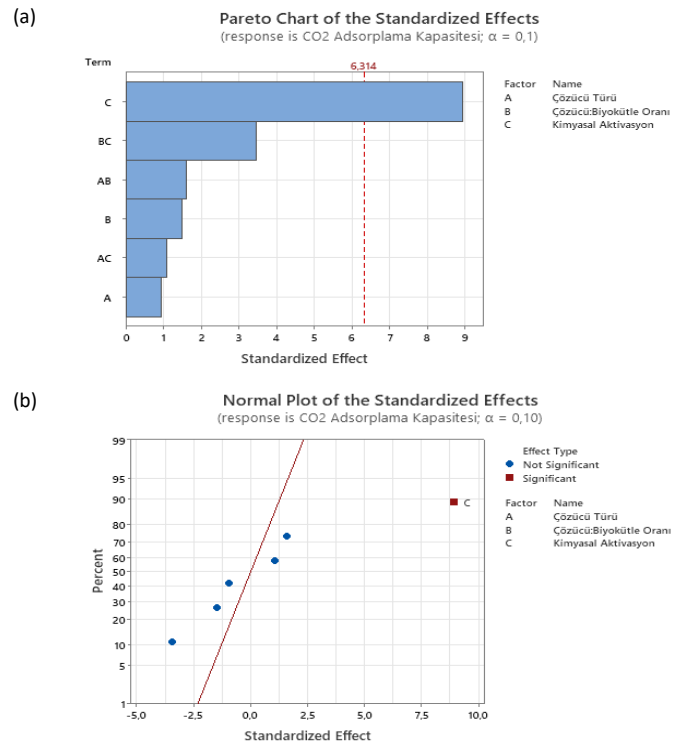 (a)
Pareto Chart of the Standardized Effects
(response is CO2 Adsorplama Kapasitesi; α = 0,1)
Term
6,314
Factor Name
A Çözücü Türü
B Çözücü:Biyokütle Oranı
C Kimyasal Aktivasyon
C
BC
AB
B
AC
A
0 1 2 3 4 5 6 7 8 9
Standardized Effect
(b)
Normal Plot of the Standardized Effects
(response is CO2 Adsorplama Kapasitesi; α = 0,10)
Effect Type
Not Significant
Significant
Factor Name
A Çözücü Türü
B Çözücü:Biyokütle Oranı
C Kimyasal Aktivasyon
C
Percent
99
95
90
80
70
60
50
40
30
20
10
5
1
-5,0 -2,5 0,0 2,5 5,0 7,5 10,0
Standardized Effect